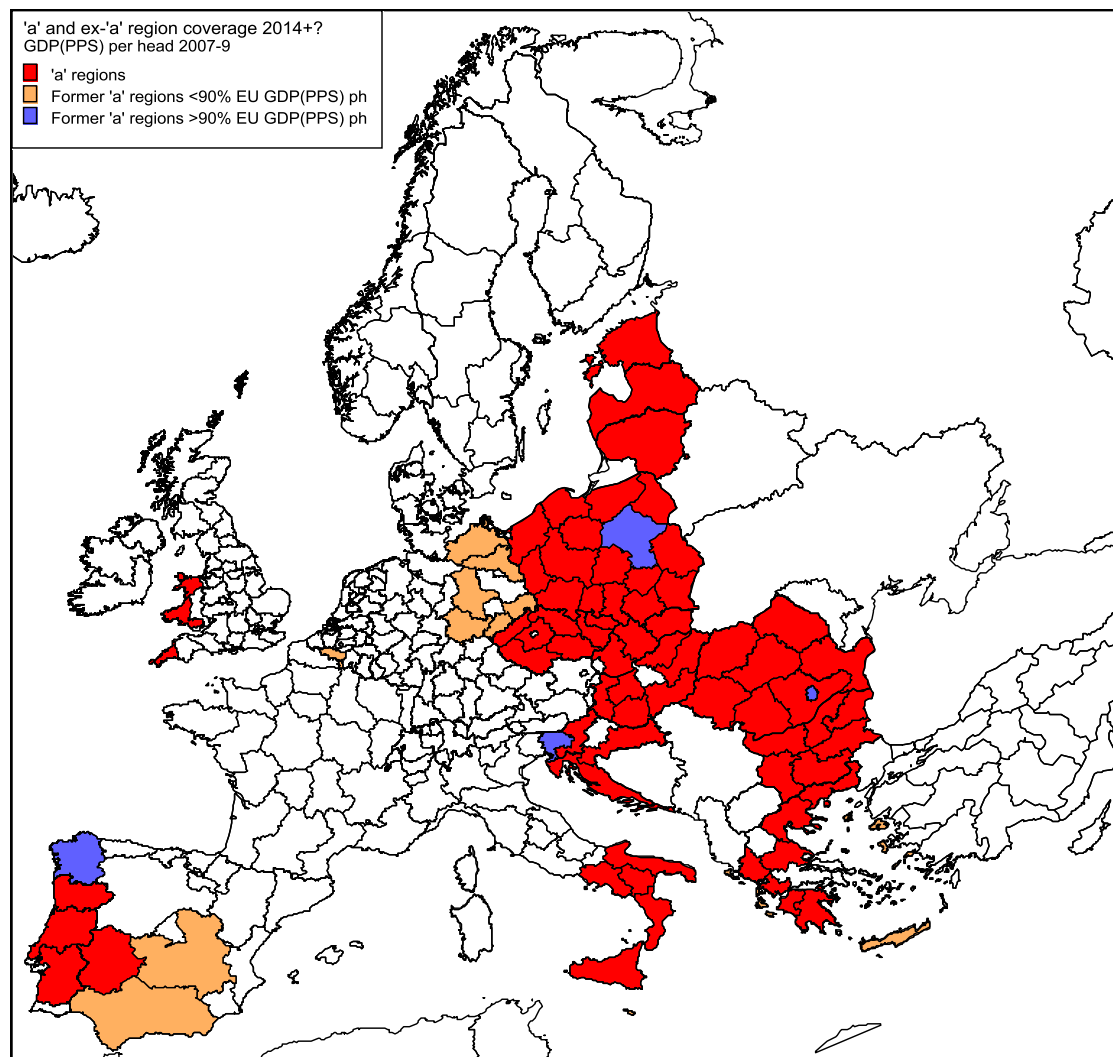 'a' and ex-'a' region coverage 2014+?
GDP(PPS) per head 2007-9
'a' regions
Former 'a' regions <90% EU GDP(PPS) ph
Former 'a' regions >90% EU GDP(PPS) ph